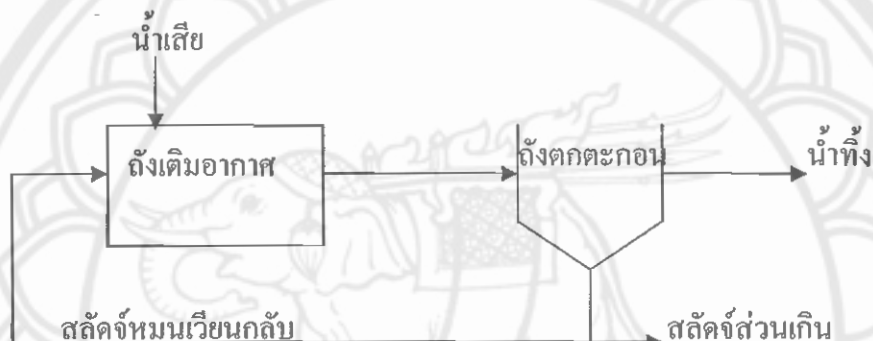 น้ำเสีย
ถังเติมอากาศ
ถังตกตะกอน
น้ำทิ้ง
สลัดจ์หมนเวียนกลับ
สลัดจ์ส่วนเกิน